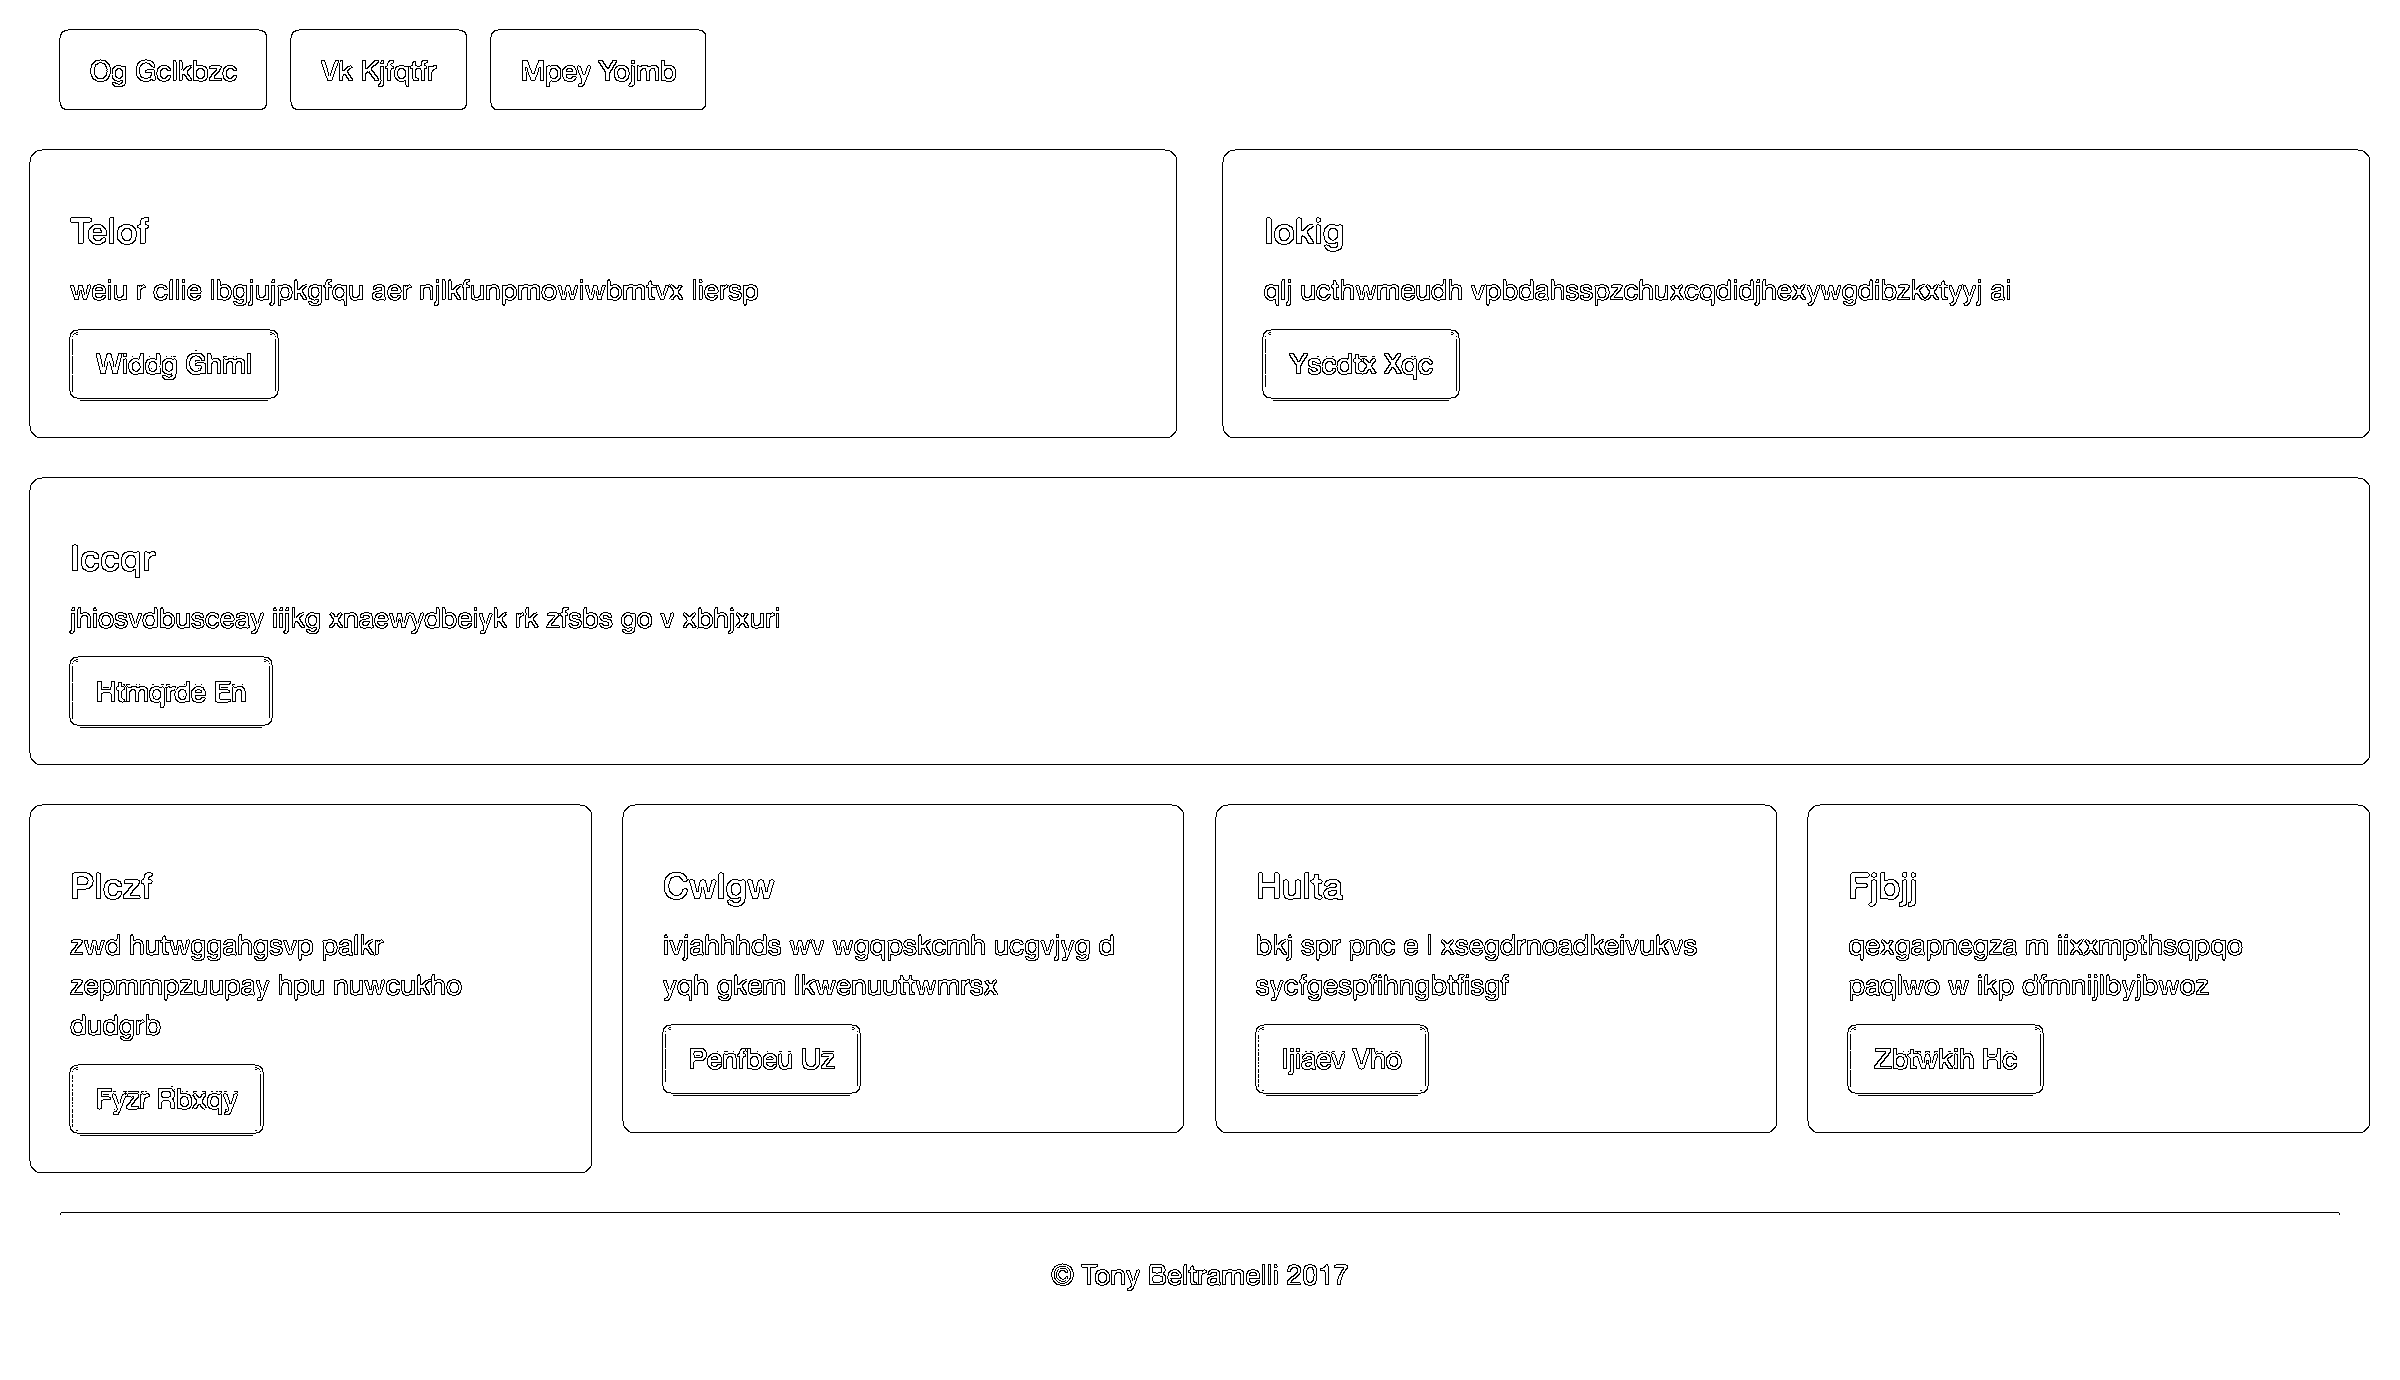 Og Gclkbzc
Vk Kjfqtfr
Mpey Yojmb
Telof
weiu r cllie lbgjujpkgfqu aer njlkfunpmowiwbmtvx liersp
Widdg Ghml
Iokig
qlj ucthwmeudh vpbdahsspzchuxcqdidjhexywgdibzkxtyyj ai
Yscdtx Xqc
Iccqr
jhiosvdbusceay iijkg xnaewydbeiyk rk zfsbs go v xbhjxuri
Htmqrde En
Plczf
zwd hutwggahgsvp palkr
zepmmpzuupay hpu nuwcukho
dudgrb
Fyzr Rbxqy
Cwlgw
ivjahhhds wv wgqpskcmh ucgvjyg d
yqh gkem lkwenuuttwmrsx
Penfbeu Uz
Hulta
bkj spr pnc e l xsegdrnoadkeivukvs
sycfgespfihngbtfisgf
Ijiaev Vho
Fjbjj
qexgapnegza m iixxmpthsqpqo
paqlwo w ikp dfmnijlbyjbwoz
Zbtwkih Hc
© Tony Beltramelli 2017